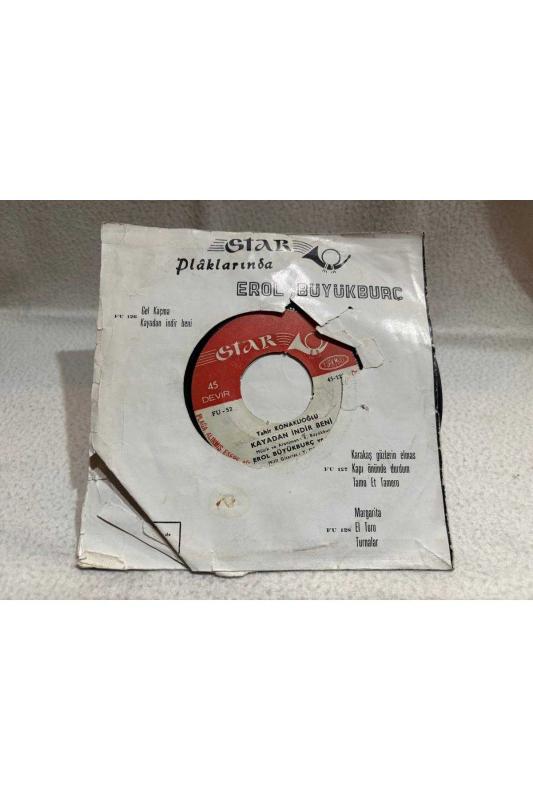 STAR
Plâklarında
EROL BÜYÜKBURÇ
Gel Kaçma
FU 126
Kayadan indir beni
STAR
45
DEVİR
FU-52
Tahir KONAKLIOĞLU
KAYADAN İNDİR BENİ
EROL BÜYÜKBURÇ
Karakaş gözlerin elmas
FU 127 Kapı önünde durdum
Tama Et Tamero
Margarita
FU 128 El Toro
Turnalar